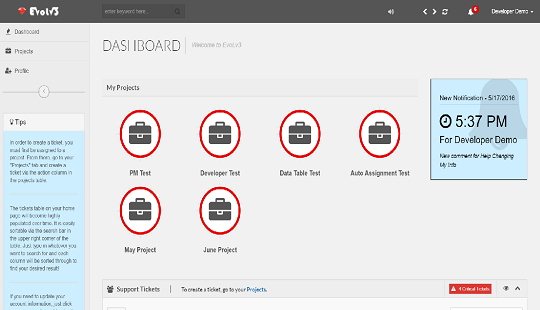 Evolv3
enter keyword here...
6
Developer Demo
Dashboard
Projects
Profile
DASHBOARD
Welcome to EvoLv3
Tips
In order to create a ticket, you
must first be assigned to a
project. From there, go to your
"Projects" tab and create a
ticket via the action column in
the projects table.
The tickets table on your home
page will become highly
populated over time. It is easily
sortable via the search bar in
the upper right corner of the
table. Just type in whatever you
want to search for and each
column will be sorted through to
find your desired result!
If you need to update your
account information, just click
My Projects
PM Test
Developer Test
Data Table Test
Auto Assignment Test
May Project
June Project
New Notification - 5/17/2016
5:37 PM
For Developer Demo
New comment for Help Changing
My Info
Support Tickets
To create a ticket, go to your Projects.
4 Critical Tickets